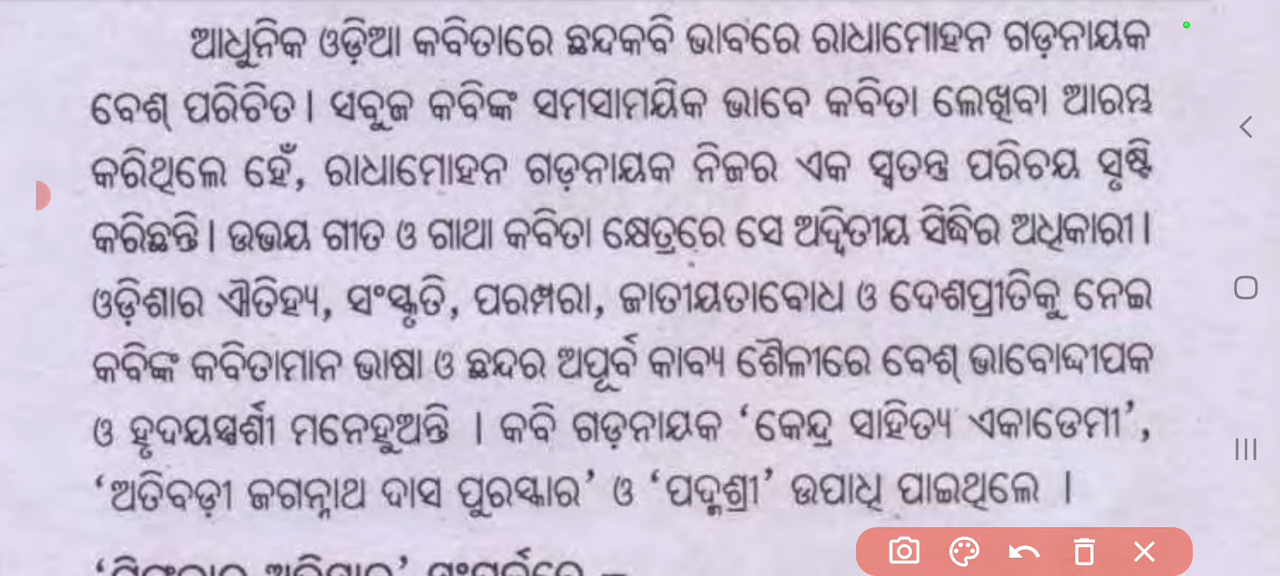 ଆଧୁନିକ ଓଡ଼ିଆ କବିତାରେ ଛନ୍ଦକବି ଭାବରେ ରାଧାମୋହନ ଗଡ଼ନାୟକ
ବେଶ୍ ପରିଚିତ। ସବୁଜ କବିଙ୍କ ସମସାମୟିକ ଭାବେ କବିତା ଲେଖିବା ଆରମ୍ଭ
କରିଥିଲେ ହେଁ, ରାଧାମୋହନ ଗଡ଼ନାୟକ ନିଜର ଏକ ସ୍ୱତନ୍ତ୍ର ପରିଚୟ ସୃଷ୍ଟି
କରିଛନ୍ତି। ଉଭୟ ଗୀତ ଓ ଗାଥା କବିତା କ୍ଷେତ୍ରରେ ସେ ଅଦ୍ୱିତୀୟ ସିଦ୍ଧିର ଅଧିକାରୀ।
ଓଡ଼ିଶାର ଐତିହ୍ୟ, ସଂସ୍କୃତି, ପରମ୍ପରା, ଜାତୀୟତାବୋଧ ଓ ଦେଶପ୍ରୀତିକୁ ନେଇ
କବିଙ୍କ କବିତାମାନ ଭାଷା ଓ ଛନ୍ଦର ଅପୂର୍ବ କାବ୍ୟ ଶୈଳୀରେ ବେଶ୍ ଭାବୋଦ୍ଦୀପକ
ଓ ହୃଦୟସ୍ପର୍ଶୀ ମନେହୁଅନ୍ତି । କବି ଗଡ଼ନାୟକ ‘କେନ୍ଦ୍ର ସାହିତ୍ୟ ଏକାଡେମୀ’,
‘ଅତିବଡ଼ୀ ଜଗନ୍ନାଥ ଦାସ ପୁରସ୍କାର’ ଓ ‘ପଦ୍ମଶ୍ରୀ’ ଉପାଧି ପାଇଥିଲେ ।